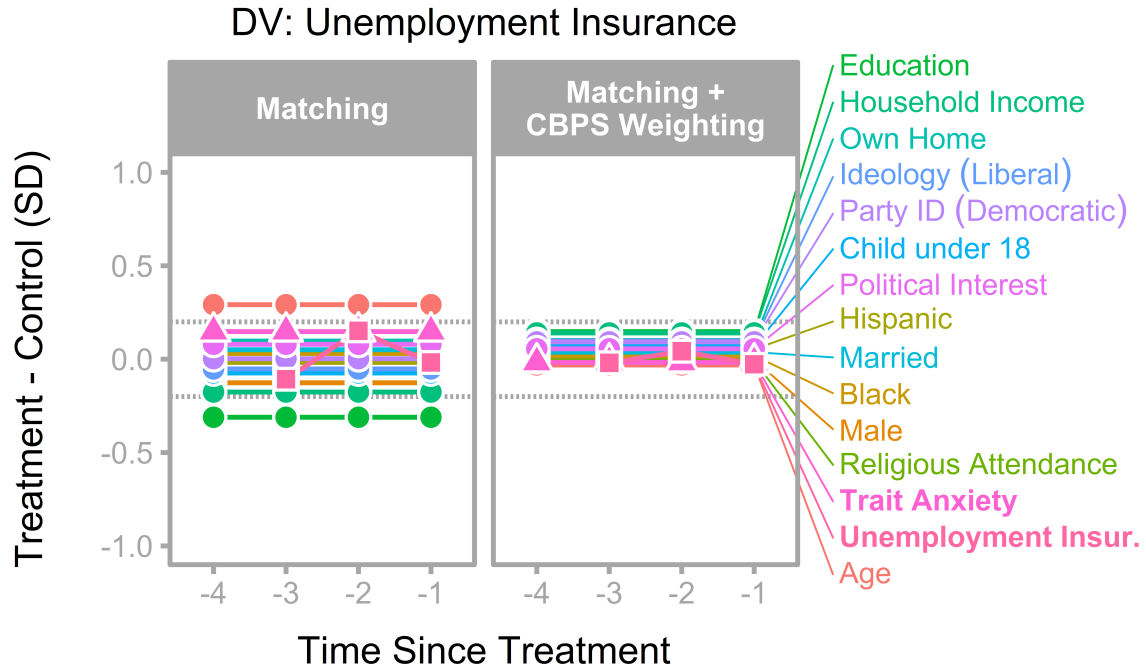 DV: Unemployment Insurance
Matching
Matching +
CBPS Weighting
Treatment - Control (SD)
1.0
0.5
0.0
-0.5
-1.0
-4
-3
-2
-1
-4
-3
-2
-1
Time Since Treatment
Education
Household Income
Own Home
Ideology (Liberal)
Party ID (Democratic)
Child under 18
Political Interest
Hispanic
Married
Black
Male
Religious Attendance
Trait Anxiety
Unemployment Insur.
Age